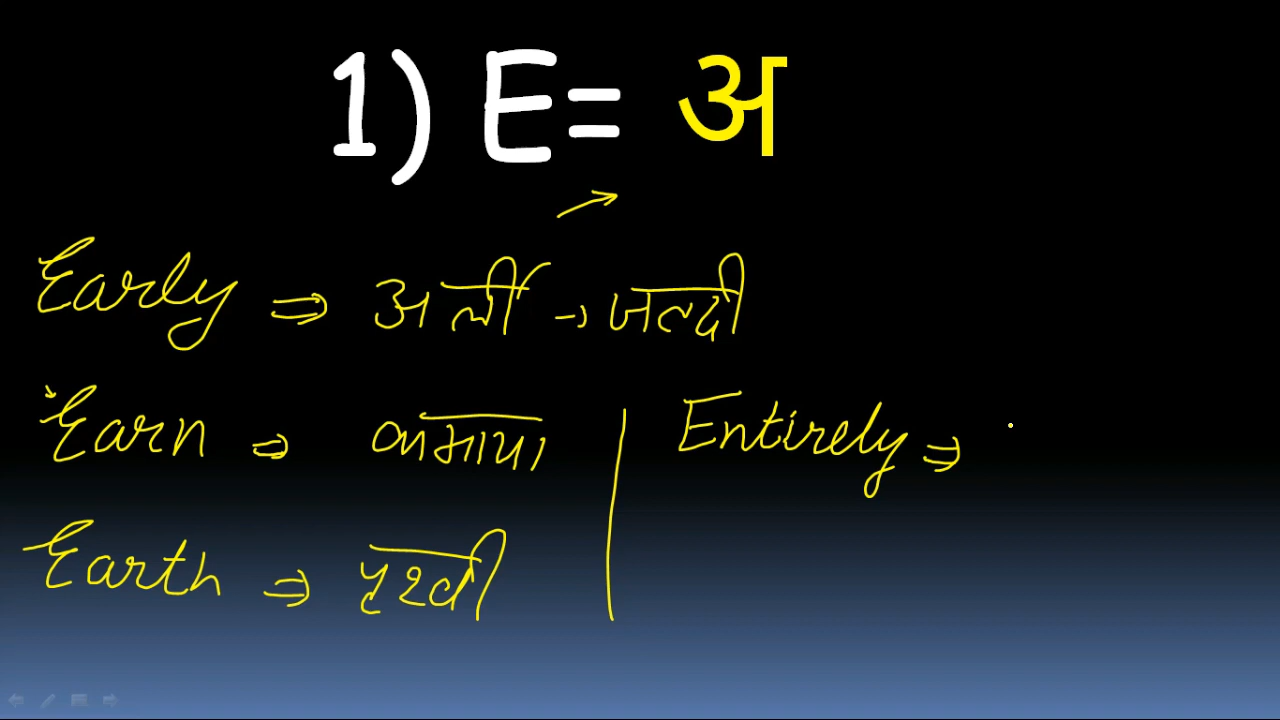 1) E= अ
Early ⇒ अर्ली → जल्दी
Earn ⇒ कमाया | Entirely ⇒
Earth ⇒ पृथ्वी